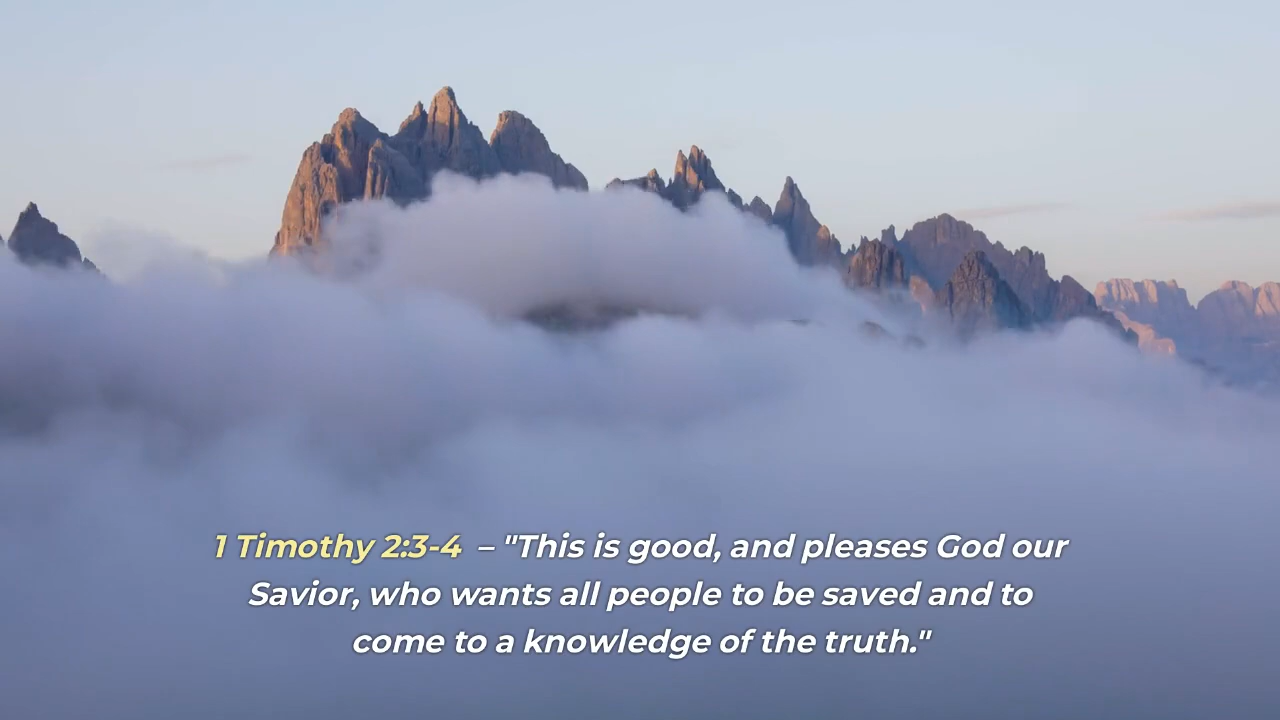 1 Timothy 2:3-4 – "This is good, and pleases God our
Savior, who wants all people to be saved and to
come to a knowledge of the truth."